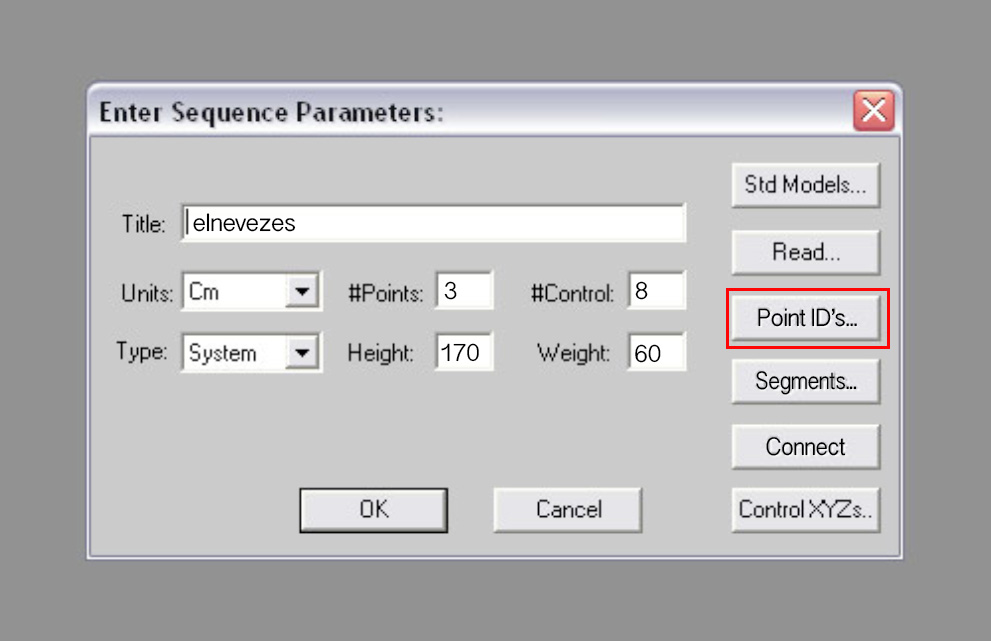 Enter Sequence Parameters:
Std Models...
Title: elnevezes
Read...
Units: Cm #Points: 3 #Control: 8
Point ID's...
Type: System Height: 170 Weight: 60
Segments...
Connect
OK Cancel Control XYZs..